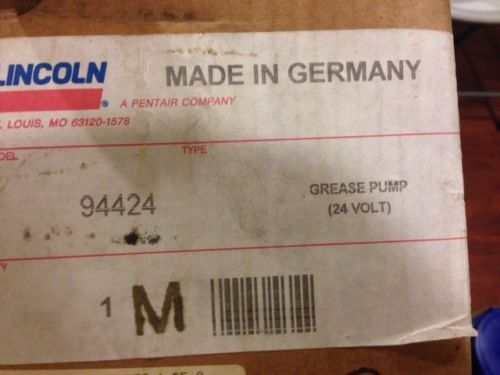 LINCOLN
MADE IN GERMANY
A PENTAIR COMPANY
LOUIS, MO 63120-1578
TYPE
94424
GREASE PUMP
(24 VOLT)
1 M